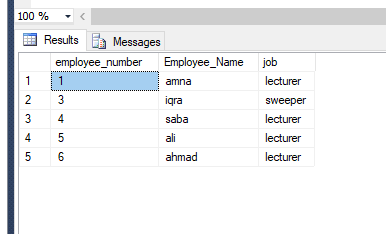 100 %
Results Messages
employee_number Employee_Name job
1 1 amna lecturer
2 3 iqra sweeper
3 4 saba lecturer
4 5 ali lecturer
5 6 ahmad lecturer